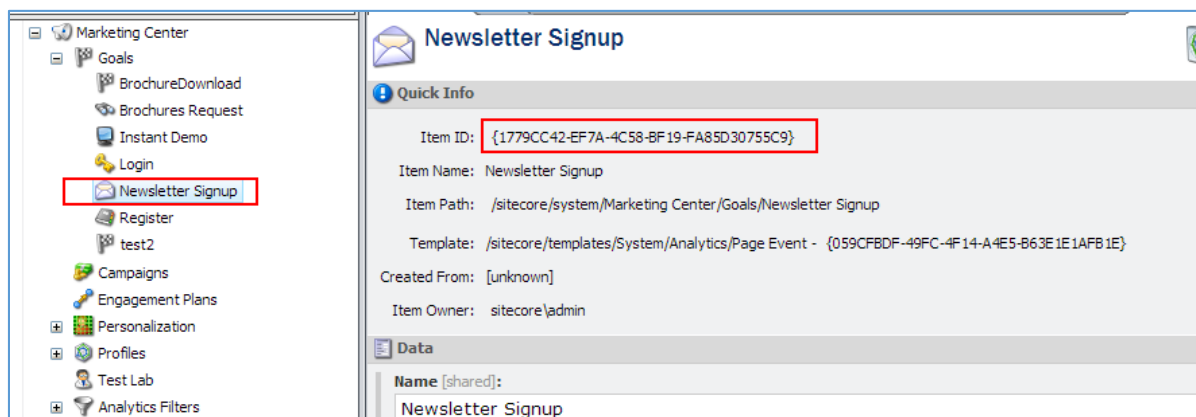 Marketing Center
Goals
BrochureDownload
Brochures Request
Instant Demo
Login
Newsletter Signup
Register
test2
Campaigns
Engagement Plans
Personalization
Profiles
Test Lab
Analytics Filters
Newsletter Signup
Quick Info
Item ID: {1779CC42-EF7A-4C58-BF19-FA85D30755C9}
Item Name: Newsletter Signup
Item Path: /sitecore/system/Marketing Center/Goals/Newsletter Signup
Template: /sitecore/templates/System/Analytics/Page Event - {059CFBDF-49FC-4F14-A4E5-B63E1E1AFB1E}
Created From: [unknown]
Item Owner: sitecore\admin
Data
Name [shared]:
Newsletter Signup